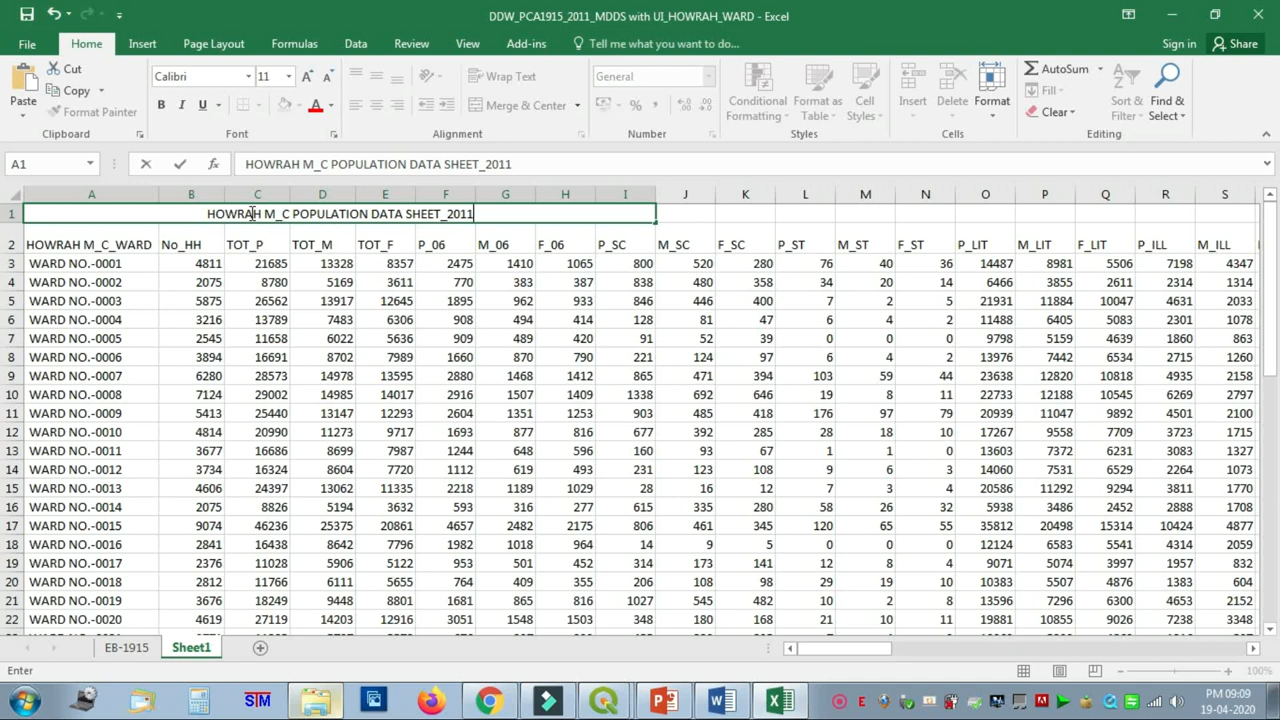 DDW_PCA1915_2011_MDDS with UI_HOWRAH_WARD - Excel
File Home Insert Page Layout Formulas Data Review View Add-ins Tell me what you want to do... Sign in Share
Paste Cut Calibri 11 Wrap Text General Conditional Formatting Format as Table Cell Styles Insert Delete Format AutoSum Sort & Filter Find & Select
Copy Fill
Format Painter B I U A Merge & Center % Clear
Clipboard Font Alignment Number Styles Cells Editing
A1 fx HOWRAH M_C POPULATION DATA SHEET_2011
A B C D E F G H I J K L M N O P Q R S
1 HOWRAH M_C POPULATION DATA SHEET_2011
2 HOWRAH M_C_WARD No_HH TOT_P TOT_M TOT_F P_06 M_06 F_06 P_SC M_SC F_SC P_ST M_ST F_ST P_LIT M_LIT F_LIT P_ILL M_ILL
3 WARD NO.-0001 4811 21685 13328 8357 2475 1410 1065 800 520 280 76 40 36 14487 8981 5506 7198 4347
4 WARD NO.-0002 2075 8780 5169 3611 770 383 387 838 480 358 34 20 14 6466 3855 2611 2314 1314
5 WARD NO.-0003 5875 26562 13917 12645 1895 962 933 846 446 400 7 2 5 21931 11884 10047 4631 2033
6 WARD NO.-0004 3216 13789 7483 6306 908 494 414 128 81 47 6 4 2 11488 6405 5083 2301 1078
7 WARD NO.-0005 2545 11658 6022 5636 909 489 420 91 52 39 0 0 0 9798 5159 4639 1860 863
8 WARD NO.-0006 3894 16691 8702 7989 1660 870 790 221 124 97 6 4 2 13976 7442 6534 2715 1260
9 WARD NO.-0007 6280 28573 14978 13595 2880 1468 1412 865 471 394 103 59 44 23638 12820 10818 4935 2158
10 WARD NO.-0008 7124 29002 14985 14017 2916 1507 1409 1338 692 646 19 8 11 22733 12188 10545 6269 2797
11 WARD NO.-0009 5413 25440 13147 12293 2604 1351 1253 903 485 418 176 97 79 20939 11047 9892 4501 2100
12 WARD NO.-0010 4814 20990 11273 9717 1693 877 816 677 392 285 28 18 10 17267 9558 7709 3723 1715
13 WARD NO.-0011 3677 16686 8699 7987 1244 648 596 160 93 67 1 1 0 13603 7372 6231 3083 1327
14 WARD NO.-0012 3734 16324 8604 7720 1112 619 493 231 123 108 9 4 5 14060 7531 6529 2264 1073
15 WARD NO.-0013 4606 24397 13062 11335 2218 1189 1029 28 16 12 7 3 4 20586 11292 9294 3811 1770
16 WARD NO.-0014 2075 8826 5194 3632 593 316 277 615 335 280 58 26 32 5938 3486 2452 2888 1708
17 WARD NO.-0015 9074 46236 25375 20861 4657 2482 2175 806 461 345 120 65 55 35812 20498 15314 10424 4877
18 WARD NO.-0016 2841 16438 8642 7796 1982 1018 964 14 9 5 0 0 0 12124 6583 5541 4314 2059
19 WARD NO.-0017 2376 11028 5906 5122 953 501 452 314 173 141 12 8 4 9071 5074 3997 1957 832
20 WARD NO.-0018 2812 11766 6111 5655 764 409 355 206 108 98 29 19 10 10383 5507 4876 1383 604
21 WARD NO.-0019 3676 18249 9448 8801 1681 865 816 1027 545 482 10 2 8 13596 7296 6300 4653 2152
22 WARD NO.-0020 4619 27119 14203 12916 3051 1548 1503 348 180 168 21 10 11 19881 10855 9026 7238 3348
EB-1915 Sheet1
Enter 100%
STM PM 09:09
19-04-2020